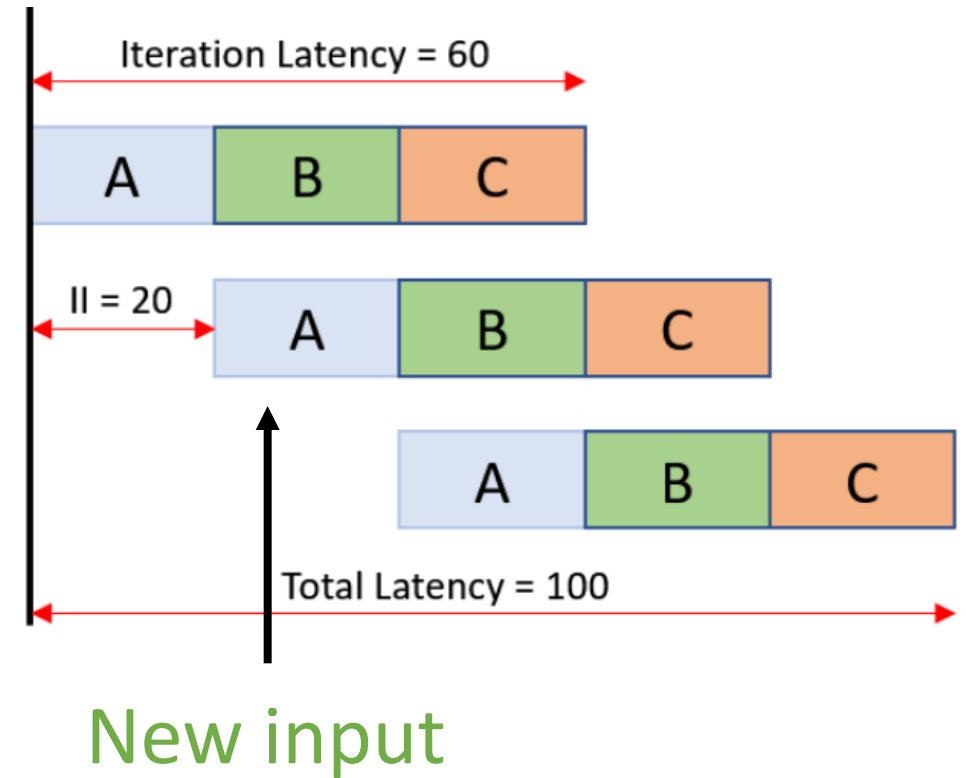 Iteration Latency = 60
A B C
II = 20
A B C
A B C
Total Latency = 100
New input